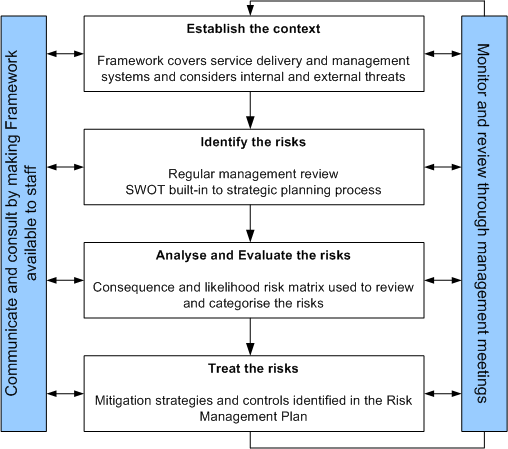 Communicate and consult by making Framework
available to staff
Establish the context
Framework covers service delivery and management
systems and considers internal and external threats
Identify the risks
Regular management review
SWOT built-in to strategic planning process
Analyse and Evaluate the risks
Consequence and likelihood risk matrix used to review
and categorise the risks
Treat the risks
Mitigation strategies and controls identified in the Risk
Management Plan
Monitor and review through management meetings